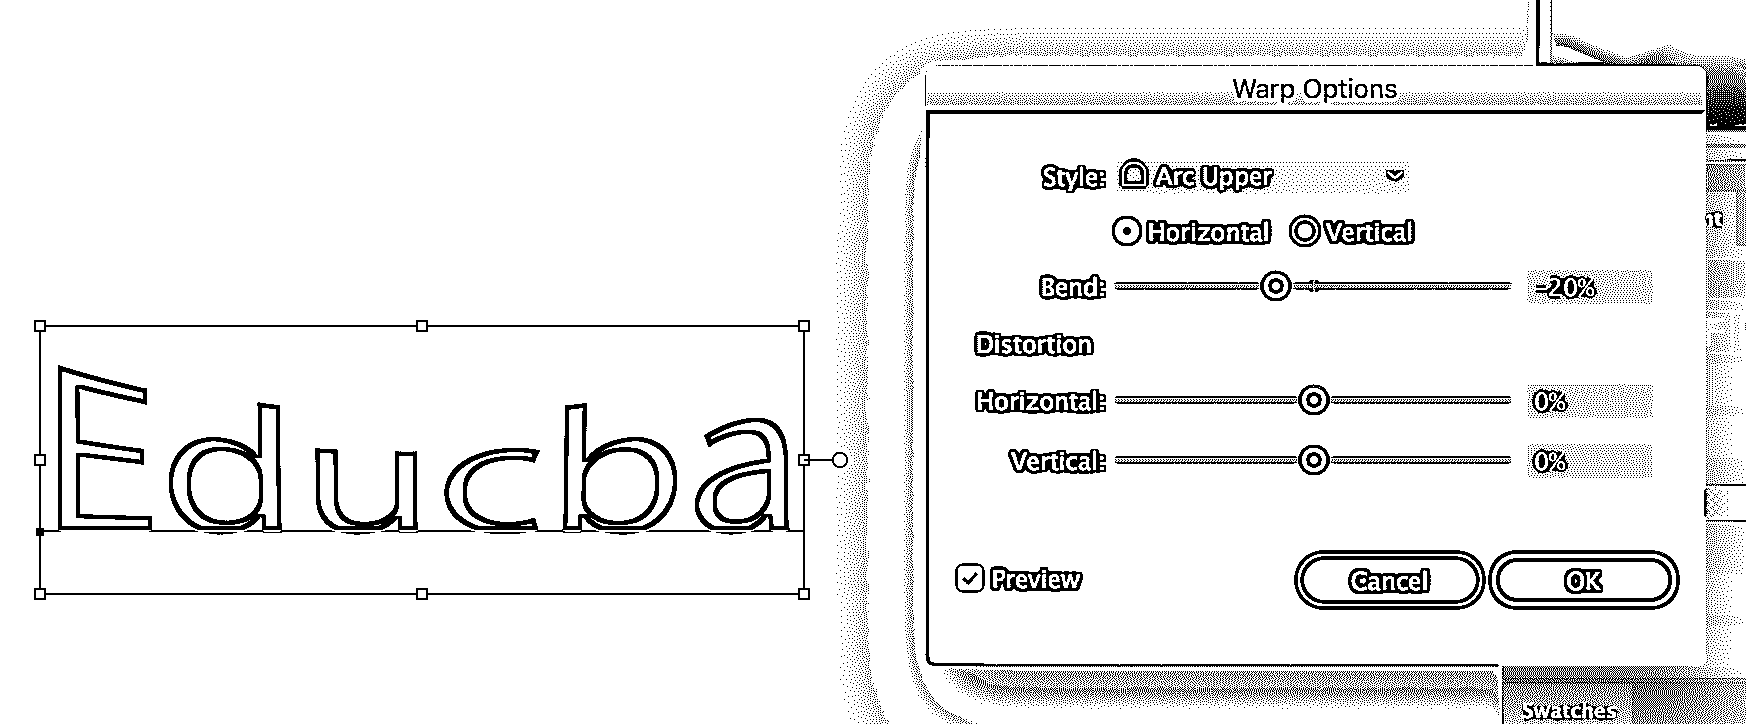 Warp Options
Style: Arc Upper
Horizontal Vertical
Bend: -20%
Distortion
Horizontal: 0%
Vertical: 0%
Preview Cancel OK
Educba
nt
Swatches